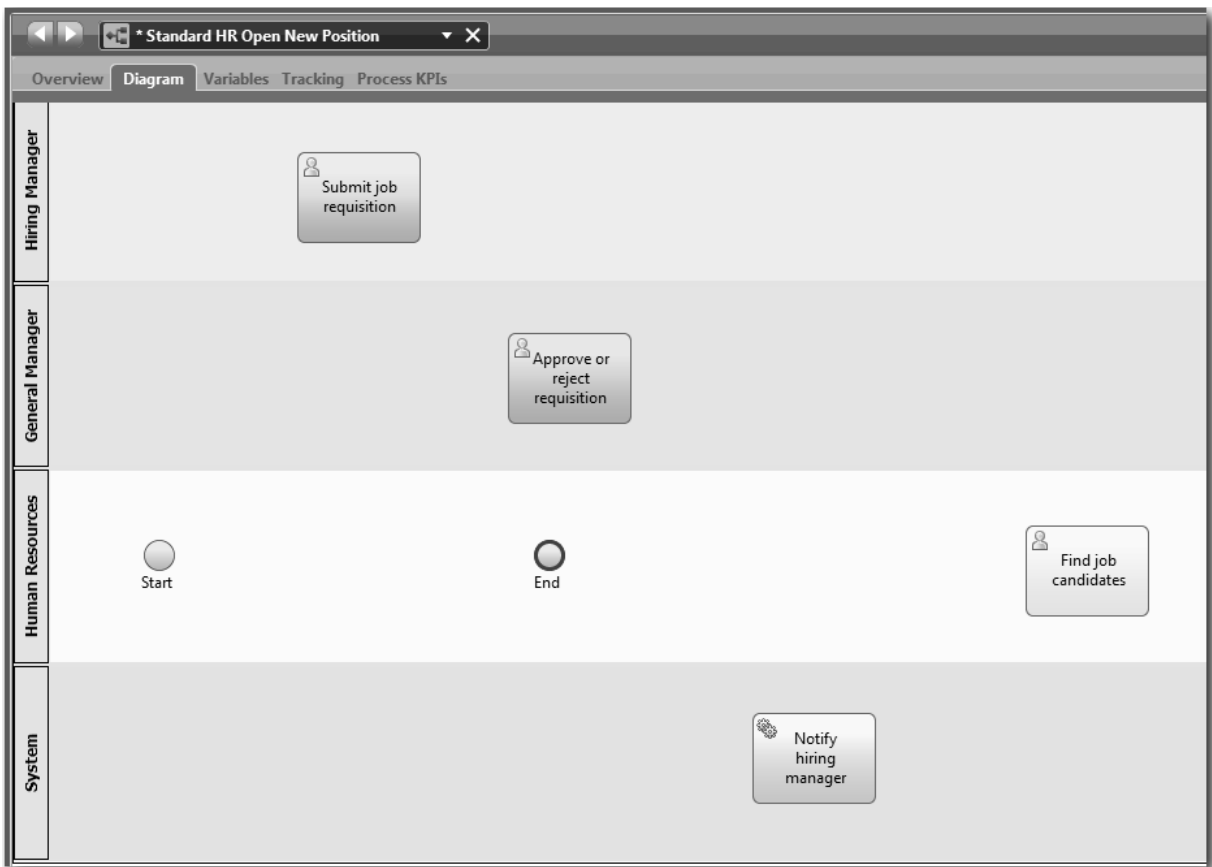 * Standard HR Open New Position
Overview Diagram Variables Tracking Process KPIs
Hiring Manager
Submit job
requisition
General Manager
Approve or
reject
requisition
Human Resources
Start
End
Find job
candidates
System
Notify
hiring
manager